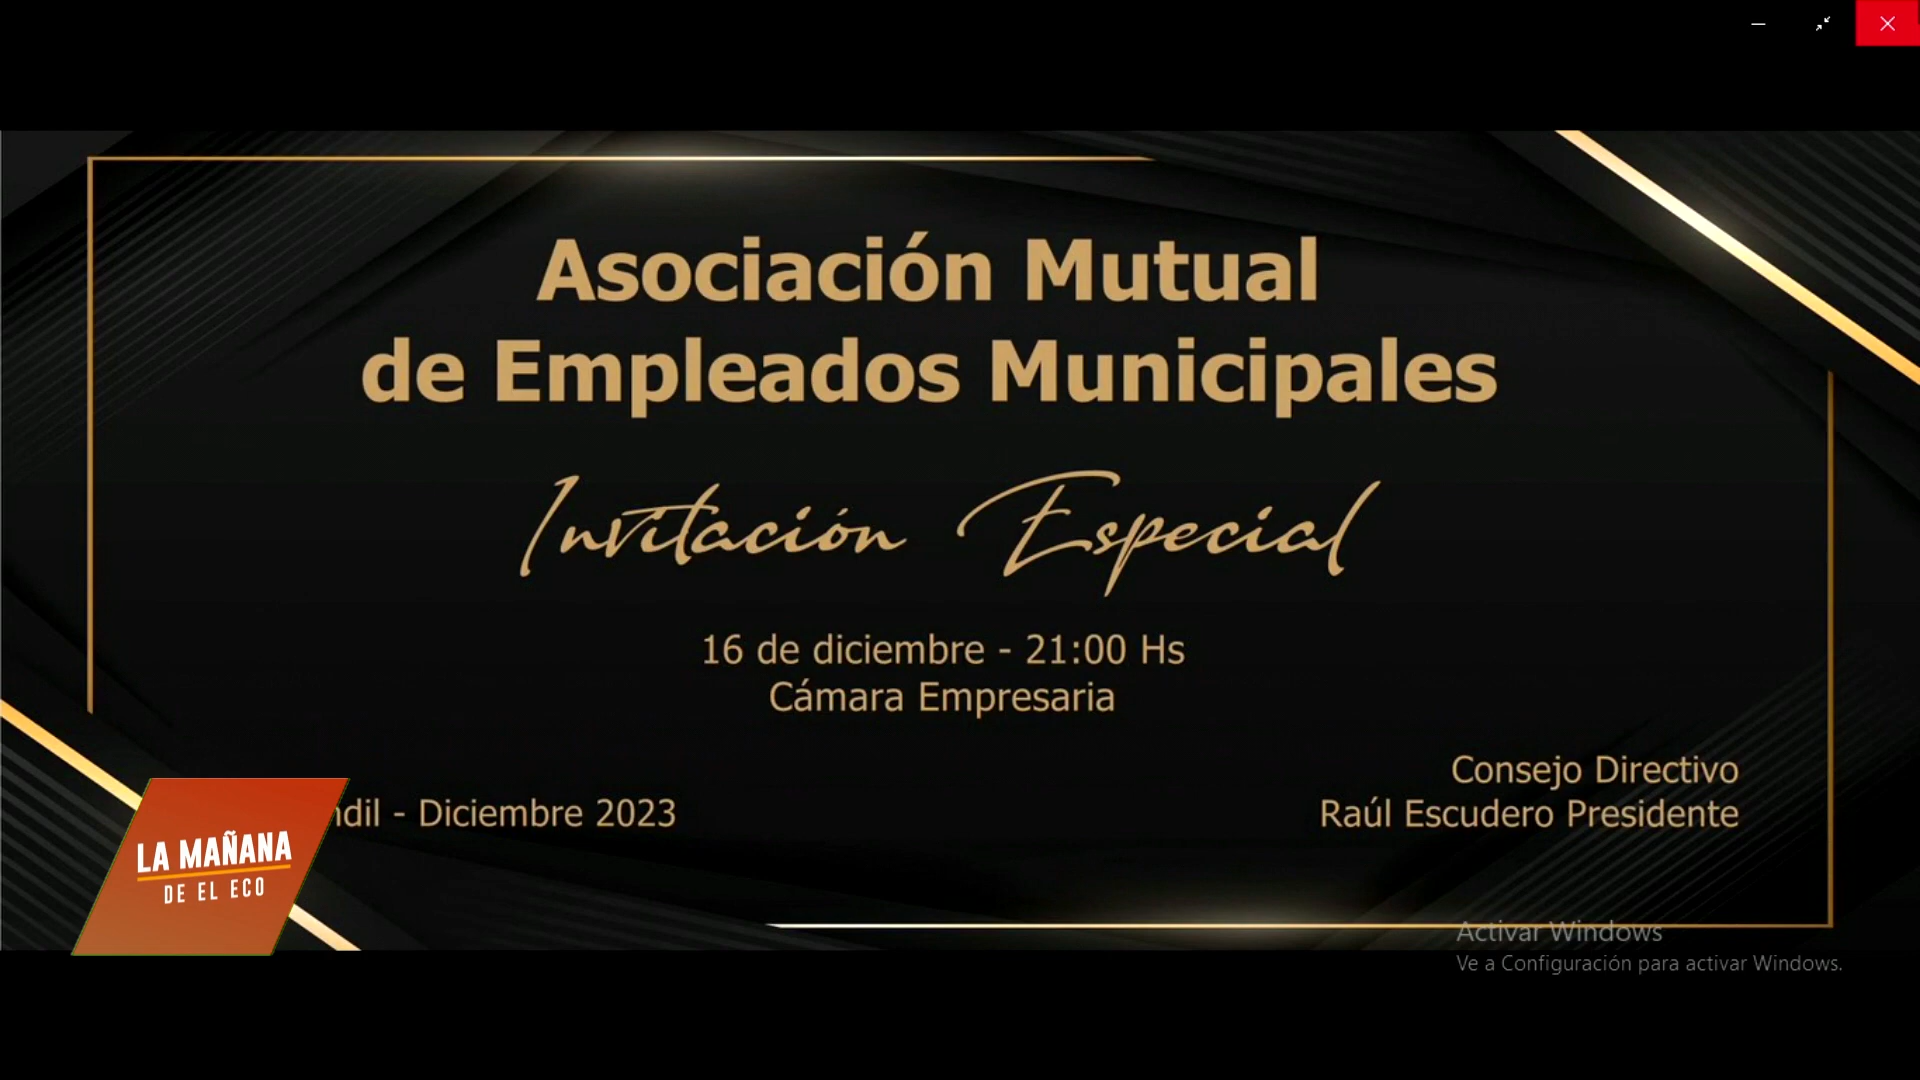 Asociación Mutual
de Empleados Municipales
Invitación Especial
16 de diciembre - 21:00 Hs
Cámara Empresaria
Consejo Directivo
Raúl Escudero Presidente
- Diciembre 2023
LA MAÑANA
DE EL ECO
Activar Windows
Ve a Configuración para activar Windows.